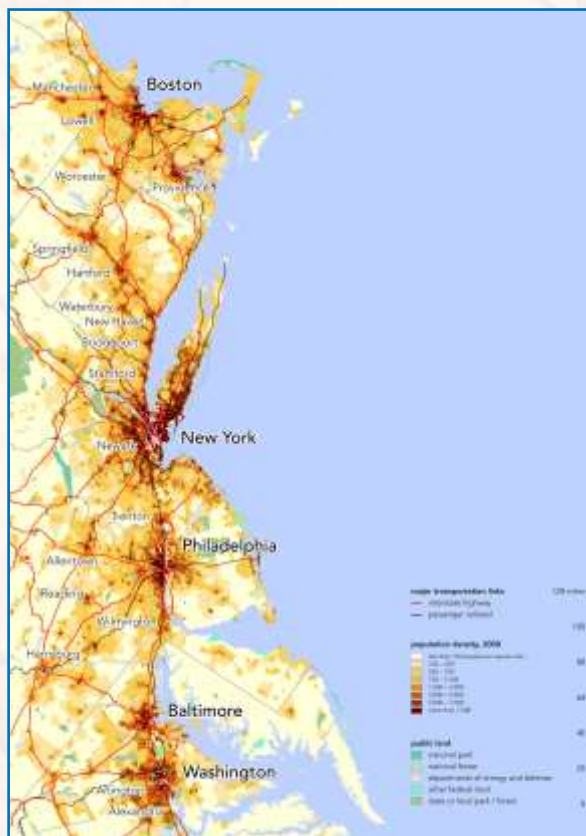 Boston
Manchester
Lowell
Worcester
Providence
Springfield
Hartford
Waterbury
New Haven
Bridgeport
Stamford
New York
Newark
Trenton
Philadelphia
Allentown
Reading
Wilmington
Harrisburg
Baltimore
Washington
Arlington
Alexandria
major transportation links
interstate highway
passenger railroad
population density, 2000
public land
national park
national forest
departments of energy and defense
other federal land
state or local park / forest